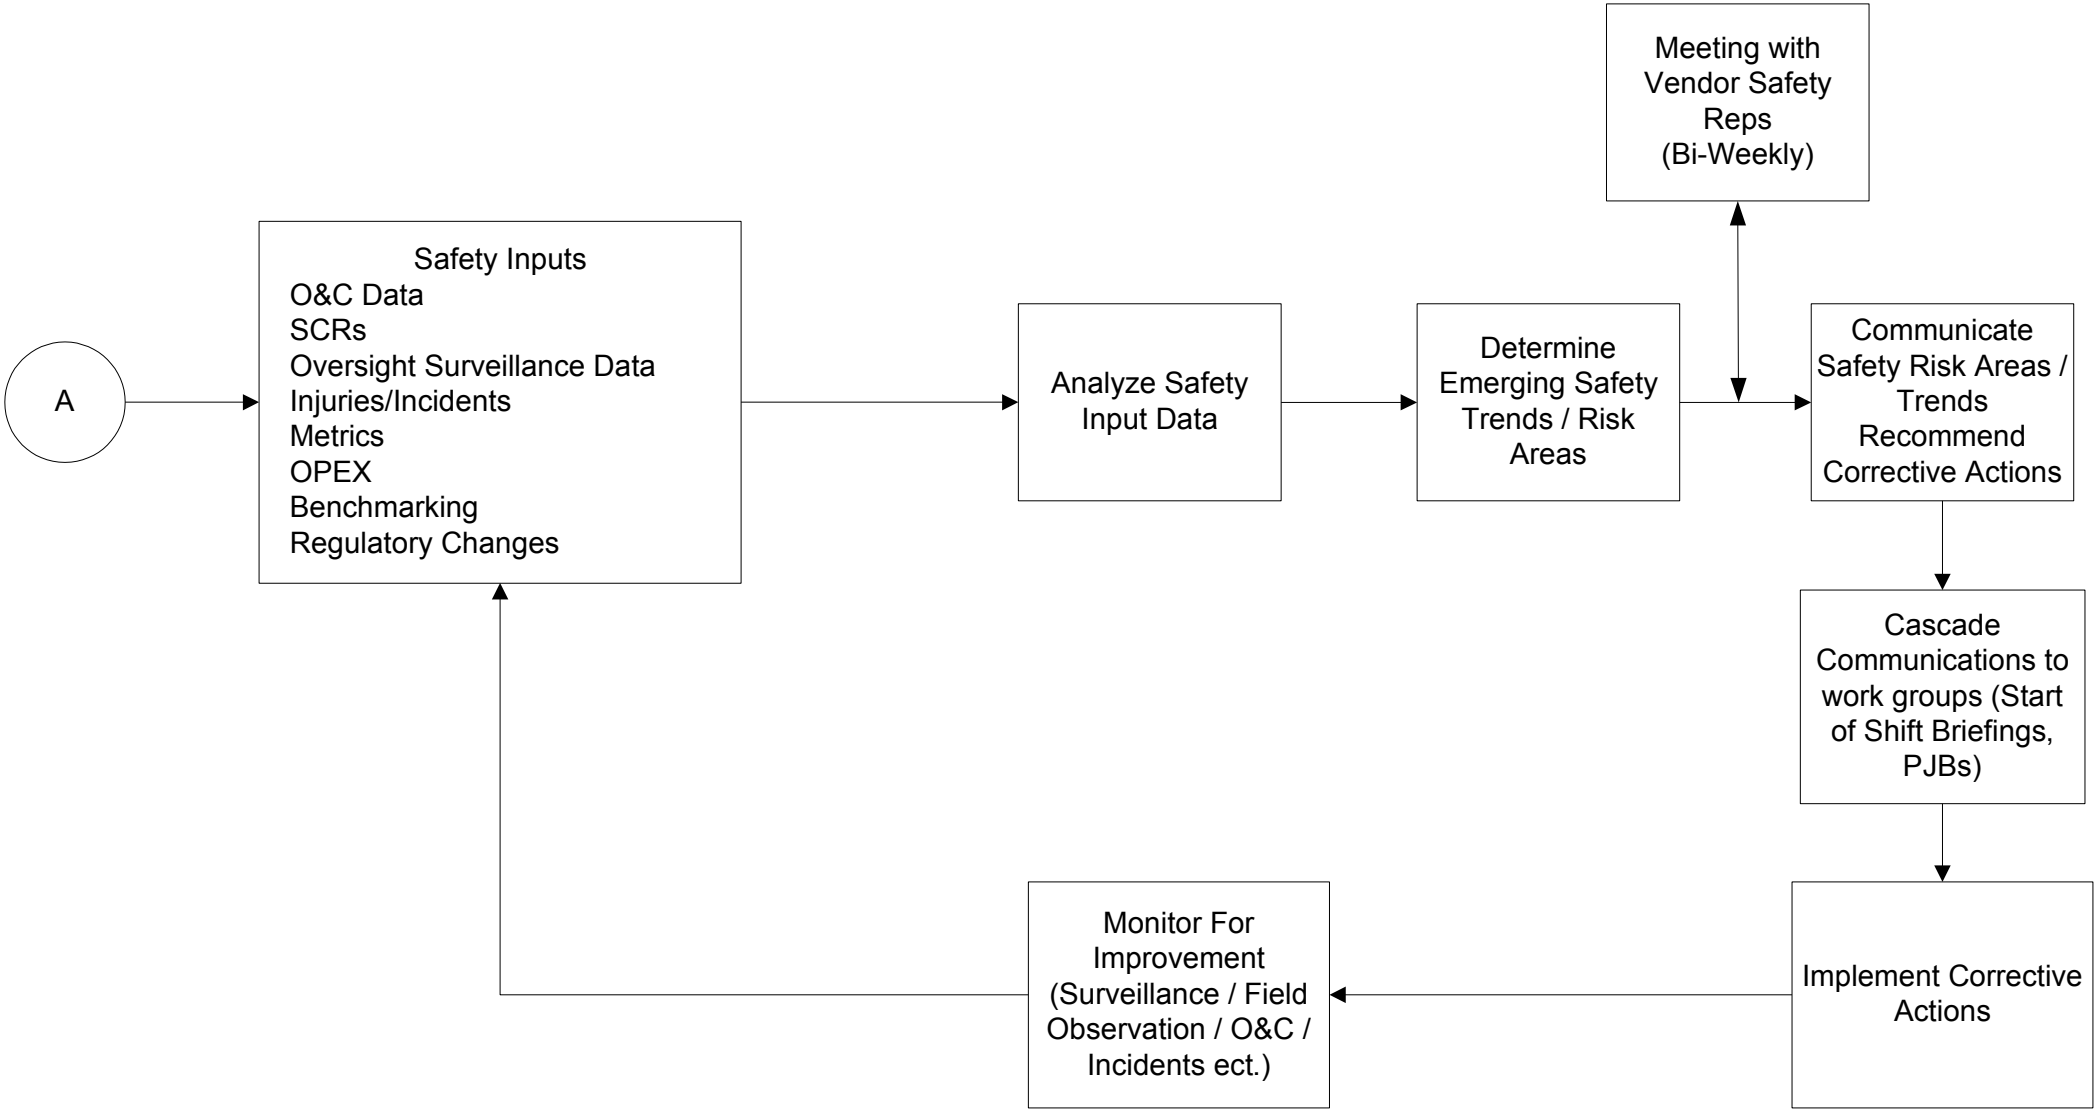 A
Safety Inputs
O&C Data
SCRs
Oversight Surveillance Data
Injuries/Incidents
Metrics
OPEX
Benchmarking
Regulatory Changes
Analyze Safety
Input Data
Determine
Emerging Safety
Trends / Risk
Areas
Meeting with
Vendor Safety
Reps
(Bi-Weekly)
Communicate
Safety Risk Areas /
Trends
Recommend
Corrective Actions
Cascade
Communications to
work groups (Start
of Shift Briefings,
PJBs)
Implement Corrective
Actions
Monitor For
Improvement
(Surveillance / Field
Observation / O&C /
Incidents ect.)